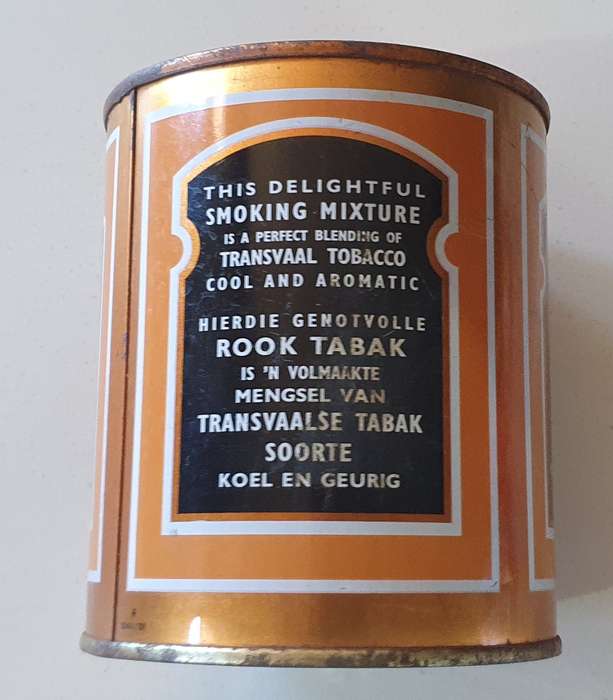 THIS DELIGHTFUL
SMOKING MIXTURE
IS A PERFECT BLENDING OF
TRANSVAAL TOBACCO
COOL AND AROMATIC
HIERDIE GENOTVOLLE
ROOK TABAK
IS 'N VOLMAAKTE
MENGSEL VAN
TRANSVAALSE TABAK
SOORTE
KOEL EN GEURIG